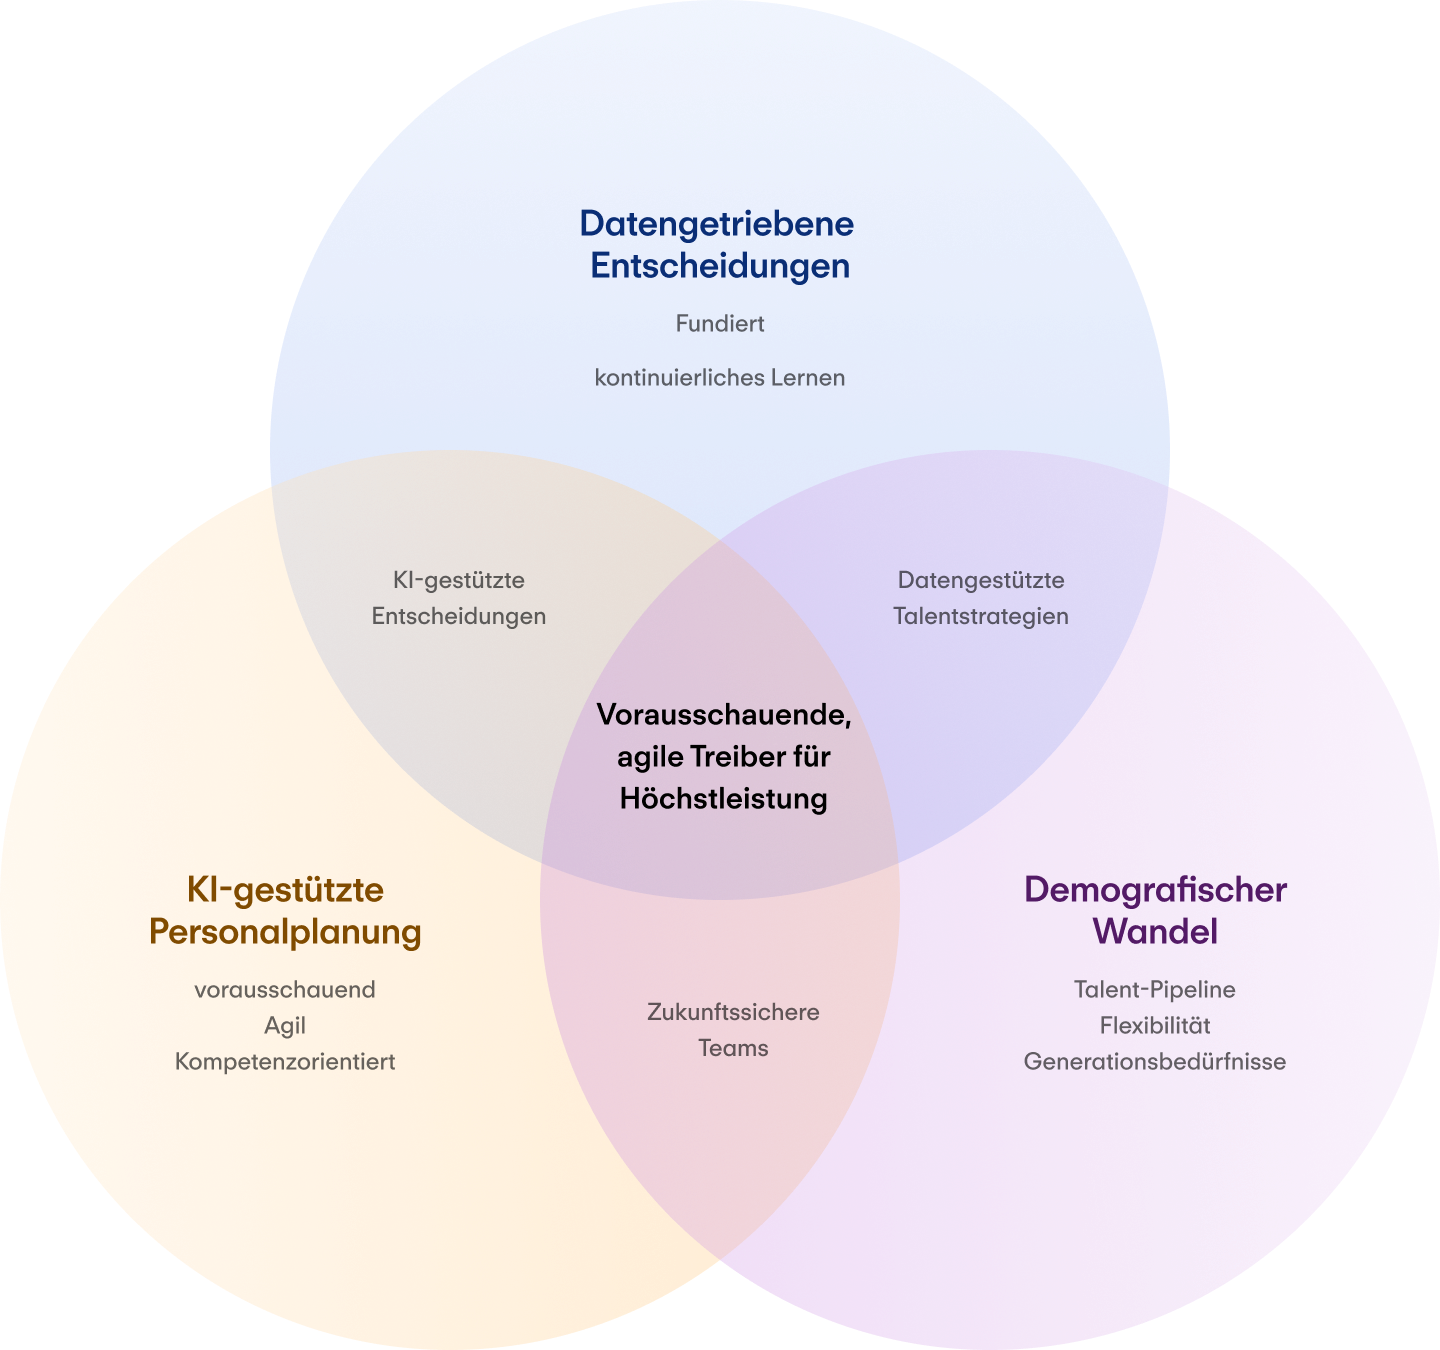 Datengetriebene
Entscheidungen
Fundiert
kontinuierliches Lernen
KI-gestützte
Entscheidungen
Datengestützte
Talentstrategien
Vorausschauende,
agile Treiber für
Höchstleistung
KI-gestützte
Personalplanung
vorausschauend
Agil
Kompetenzorientiert
Demografischer
Wandel
Talent-Pipeline
Flexibilität
Generationsbedürfnisse
Zukunftssichere
Teams